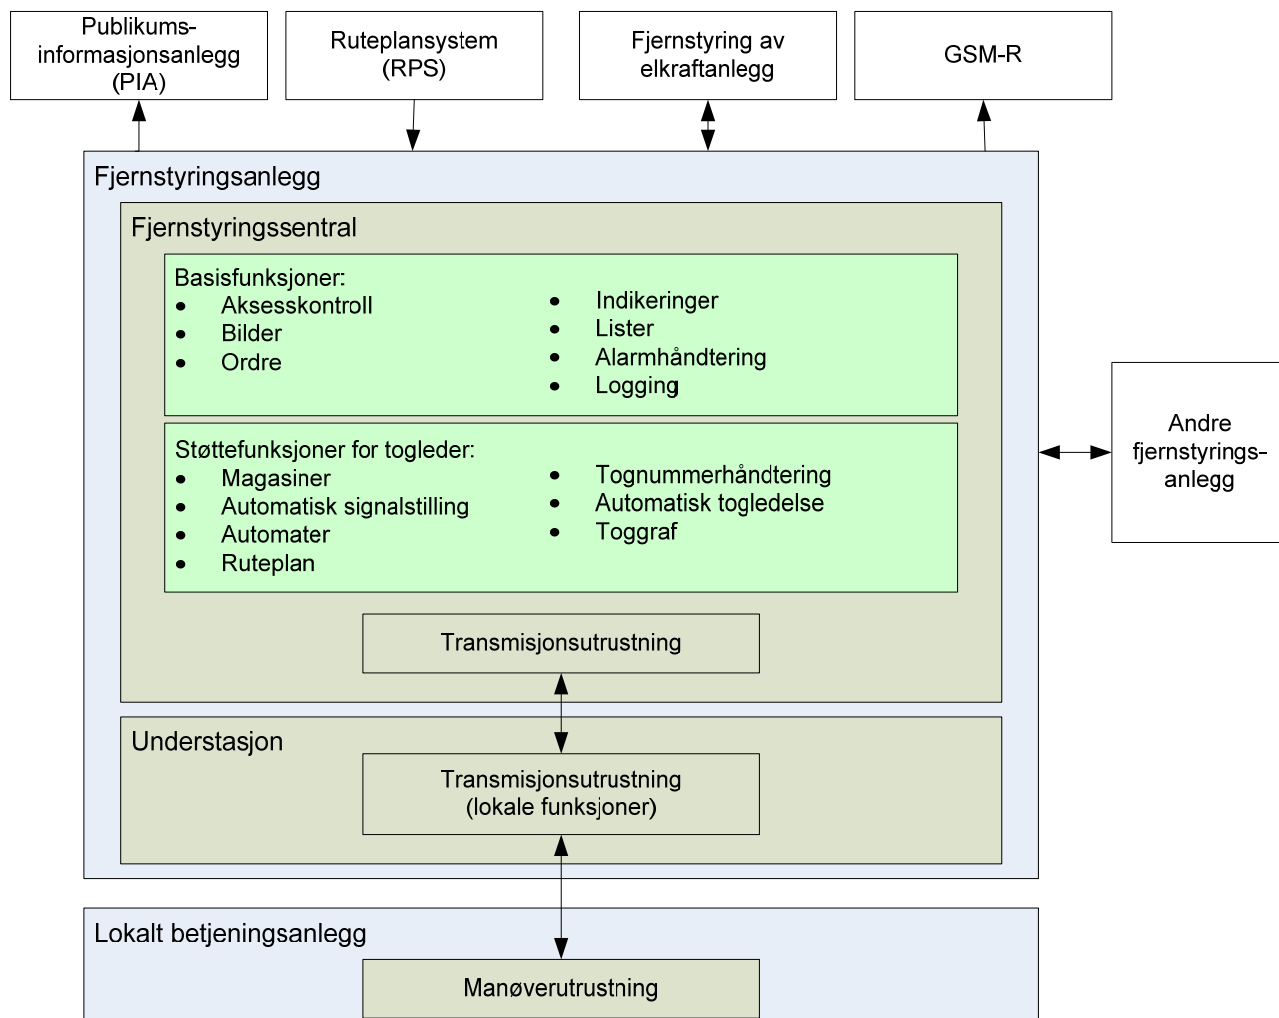 Publikums-
informasjonsanlegg
(PIA)
Ruteplansystem
(RPS)
Fjernstyring av
elkraftanlegg
GSM-R
Fjernstyringsanlegg
Fjernstyringssentral
Basisfunksjoner:
• Aksesskontroll
• Bilder
• Ordre
• Indikeringer
• Lister
• Alarmhåndtering
• Logging
Støttefunksjoner for togleder:
• Magasiner
• Automatisk signalstilling
• Automater
• Ruteplan
• Tognummerhåndtering
• Automatisk togledelse
• Toggraf
Andre
fjernstyrings-
anlegg
Transmisjonsutrustning
Understasjon
Transmisjonsutrustning
(lokale funksjoner)
Lokalt betjeningsanlegg
Manøverutrustning